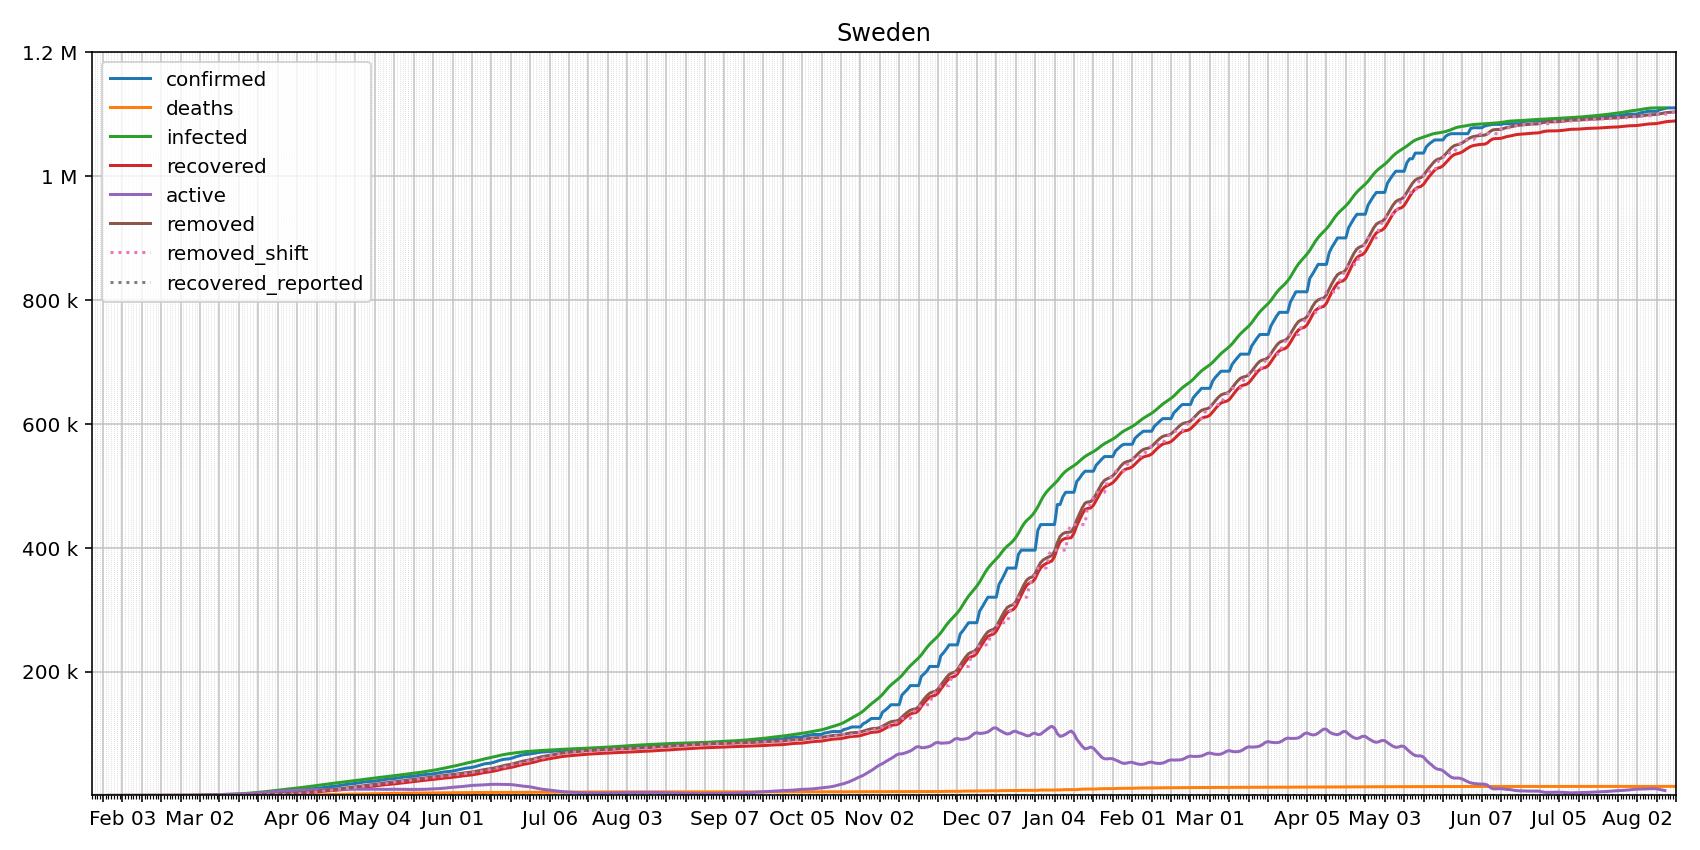 Sweden
1.2 M
1 M
800 k
600 k
400 k
200 k
confirmed
deaths
infected
recovered
active
removed
removed_shift
recovered_reported
Feb 03 Mar 02 Apr 06 May 04 Jun 01 Jul 06 Aug 03 Sep 07 Oct 05 Nov 02 Dec 07 Jan 04 Feb 01 Mar 01 Apr 05 May 03 Jun 07 Jul 05 Aug 02